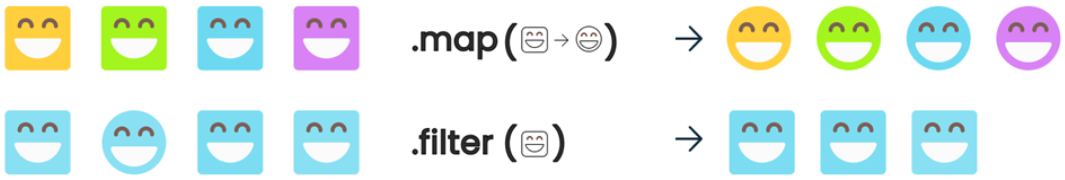 .map(→) →
.filter () →